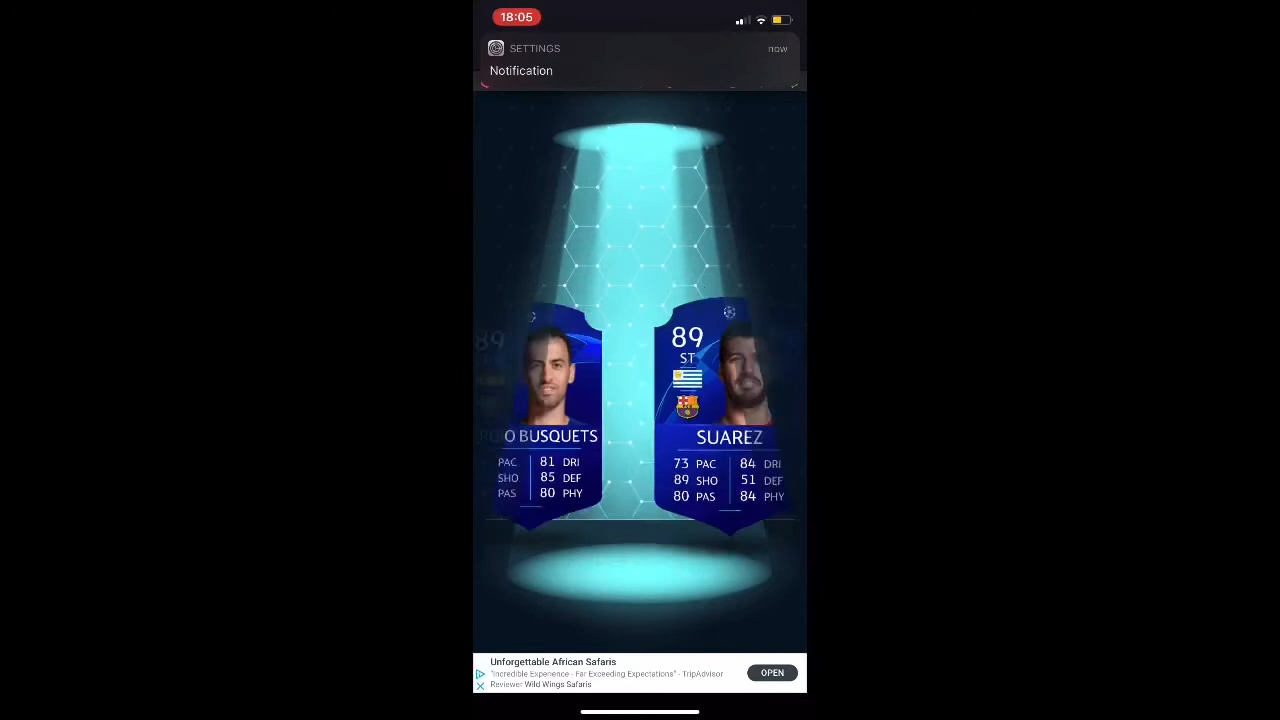 18:05
SETTINGS
now
Notification
89
89
ST
O BUSQUETS
SUAREZ
PAC 81 DRI
SHO 85 DEF
PAS 80 PHY
73 PAC 84 DRI
89 SHO 51 DEF
80 PAS 84 PHY
Unforgettable African Safaris
"Incredible Experience - Far Exceeding Expectations" - TripAdvisor
Reviewer Wild Wings Safaris
OPEN